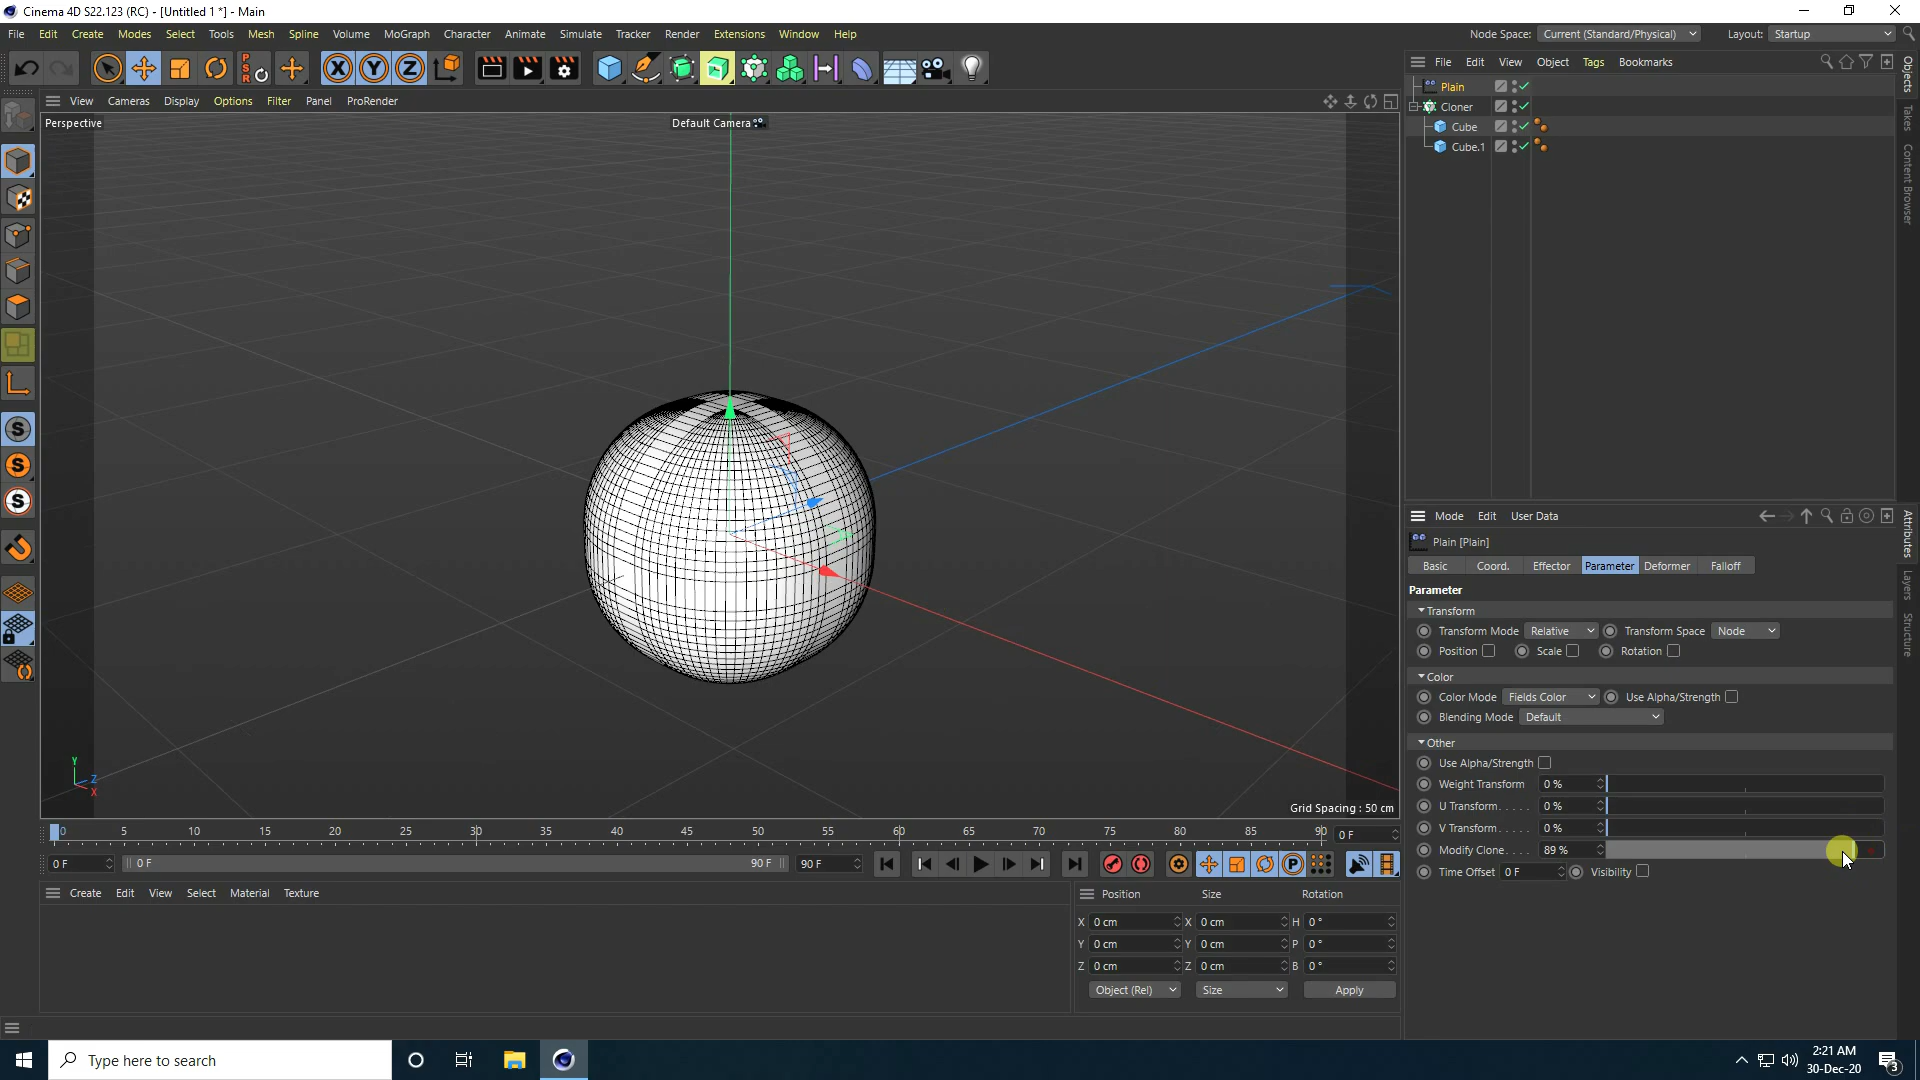 Cinema 4D S22.123 (RC) - [Untitled 1 *] - Main
File Edit Create Modes Select Tools Mesh Spline Volume MoGraph Character Animate Simulate Tracker Render Extensions Window Help Node Space: Current (Standard/Physical) Layout: Startup
P
S
R
X Y Z
View Cameras Display Options Filter Panel ProRender
File Edit View Object Tags Bookmarks
Perspective
Default Camera
Plain
Cloner
Cube
Cube.1
Objects
Takes
Content Browser
S
S
S
Y
Z
X
Grid Spacing : 50 cm
Mode Edit User Data
Plain [Plain]
Basic Coord. Effector Parameter Deformer Falloff
Parameter
Transform
Transform Mode Relative Transform Space Node
Position Scale Rotation
Color
Color Mode Fields Color Use Alpha/Strength
Blending Mode Default
Other
Use Alpha/Strength
Weight Transform 0 %
U Transform. . . . . 0 %
V Transform. . . . . 0 %
Modify Clone. . . . 89 %
Time Offset 0 F Visibility
Attributes
Layers
Structure
0 5 10 15 20 25 30 35 40 45 50 55 60 65 70 75 80 85 90 0 F
0 F 0 F 90 F 90 F P
Create Edit View Select Material Texture
Position Size Rotation
X 0 cm X 0 cm H 0 °
Y 0 cm Y 0 cm P 0 °
Z 0 cm Z 0 cm B 0 °
Object (Rel) Size Apply
Type here to search
2:21 AM
30-Dec-20
3